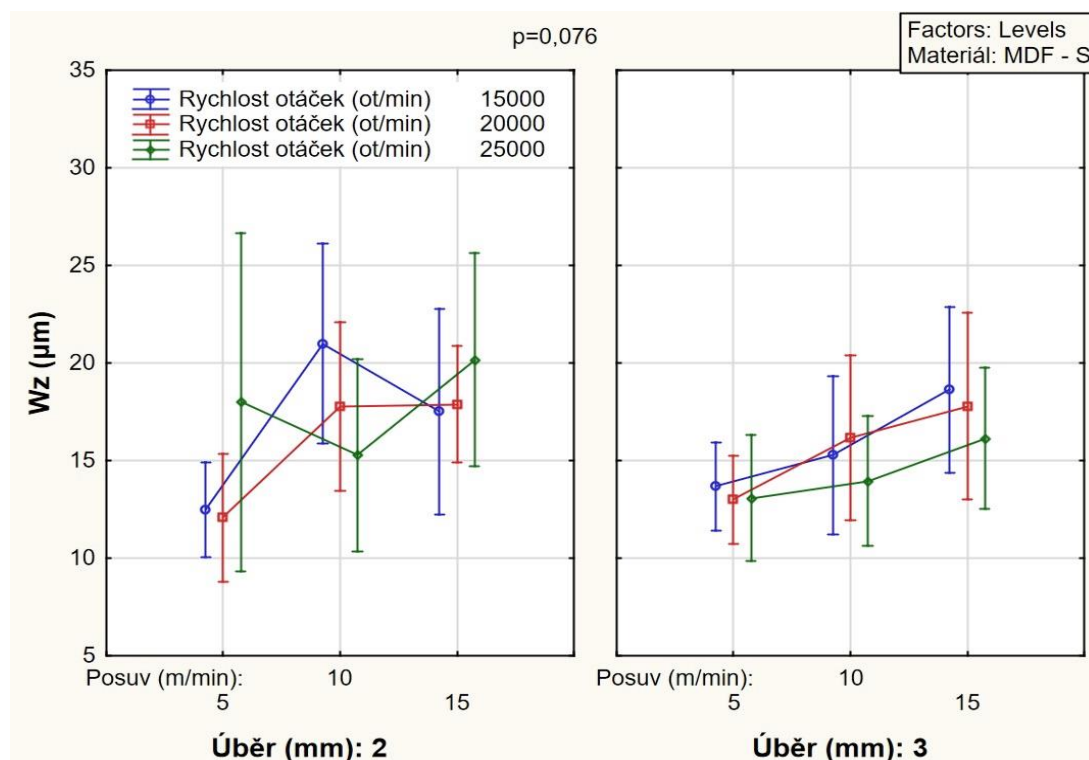 p=0,076
Factors: Levels
Materiál: MDF - S
35
30
25
20
15
10
5
Wz (μm)
Rychlost otáček (ot/min) 15000
Rychlost otáček (ot/min) 20000
Rychlost otáček (ot/min) 25000
Posuv (m/min): 10
5 15
Úběr (mm): 2
Posuv (m/min): 10
5 15
Úběr (mm): 3